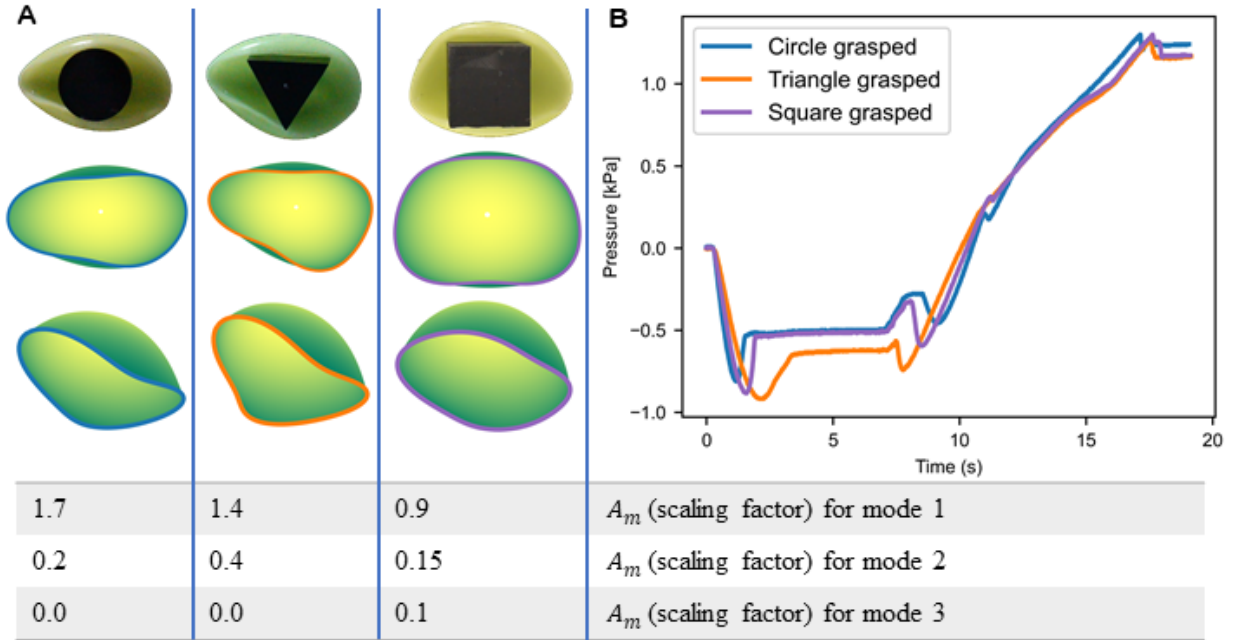 A
B
Circle grasped
Triangle grasped
Square grasped
Pressure [kPa]
1.0
0.5
0.0
−0.5
−1.0
0 5 10 15 20
Time (s)
1.7 1.4 0.9 Am (scaling factor) for mode 1
0.2 0.4 0.15 Am (scaling factor) for mode 2
0.0 0.0 0.1 Am (scaling factor) for mode 3